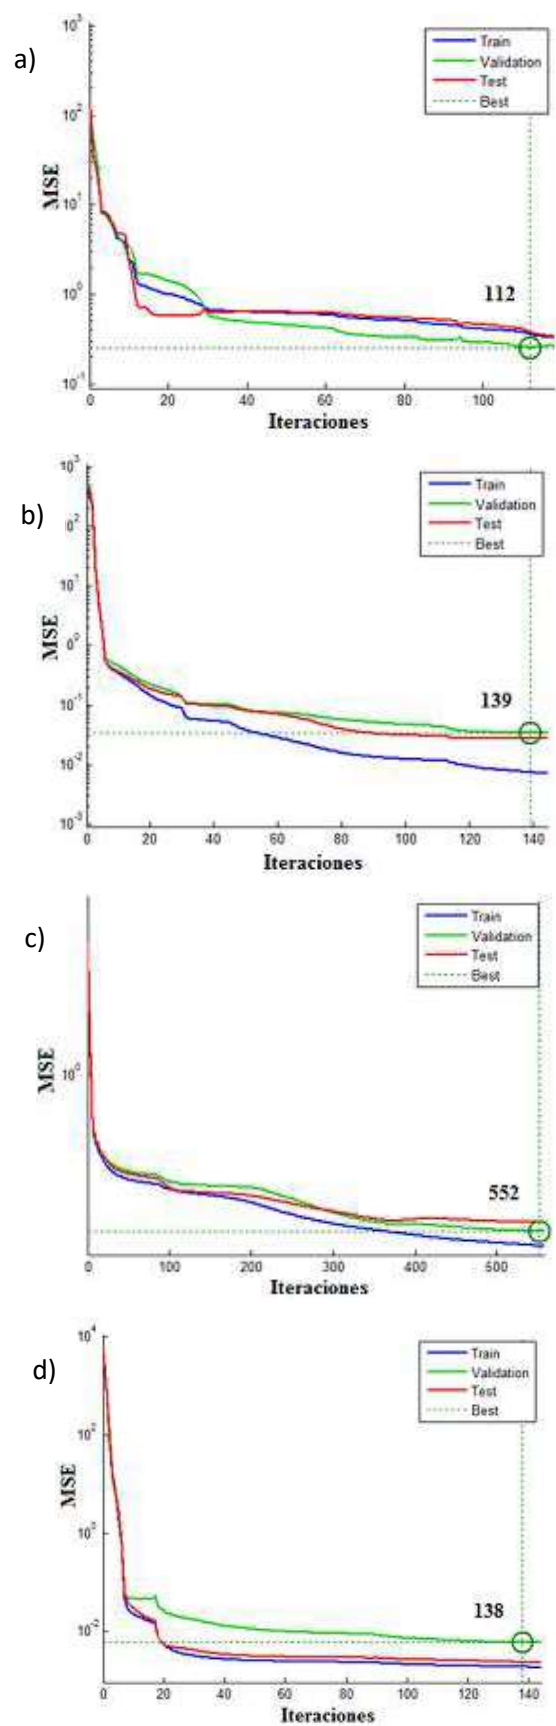 a)
MSE
10^3
10^2
10^1
10^0
10^-1
Train
Validation
Test
Best
112
0 20 40 60 80 100
Iteraciones
b)
MSE
10^3
10^2
10^1
10^0
10^-1
10^-2
10^-3
Train
Validation
Test
Best
139
0 20 40 60 80 100 120 140
Iteraciones
c)
MSE
10^0
Train
Validation
Test
Best
552
0 100 200 300 400 500
Iteraciones
d)
MSE
10^4
10^2
10^0
10^-2
Train
Validation
Test
Best
138
0 20 40 60 80 100 120 140
Iteraciones